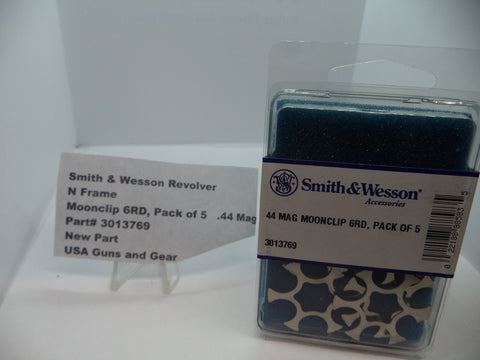 Smith & Wesson Revolver
N Frame
Moonclip 6RD, Pack of 5 .44 Mag
Part# 3013769
New Part
USA Guns and Gear
Smith & Wesson
Accessories
44 MAG MOONCLIP 6RD, PACK OF 5
3013769